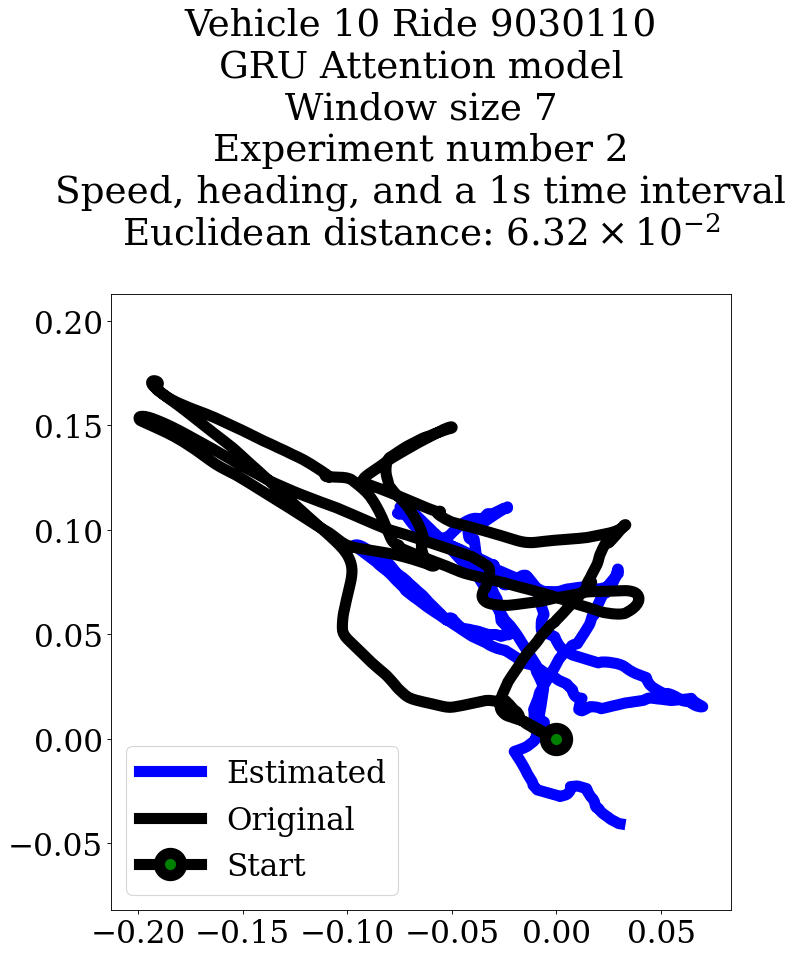 Vehicle 10 Ride 9030110
GRU Attention model
Window size 7
Experiment number 2
Speed, heading, and a 1s time interval
Euclidean distance: 6.32 × 10⁻²
0.20
0.15
0.10
0.05
0.00
−0.05
Estimated
Original
Start
−0.20 −0.15 −0.10 −0.05 0.00 0.05